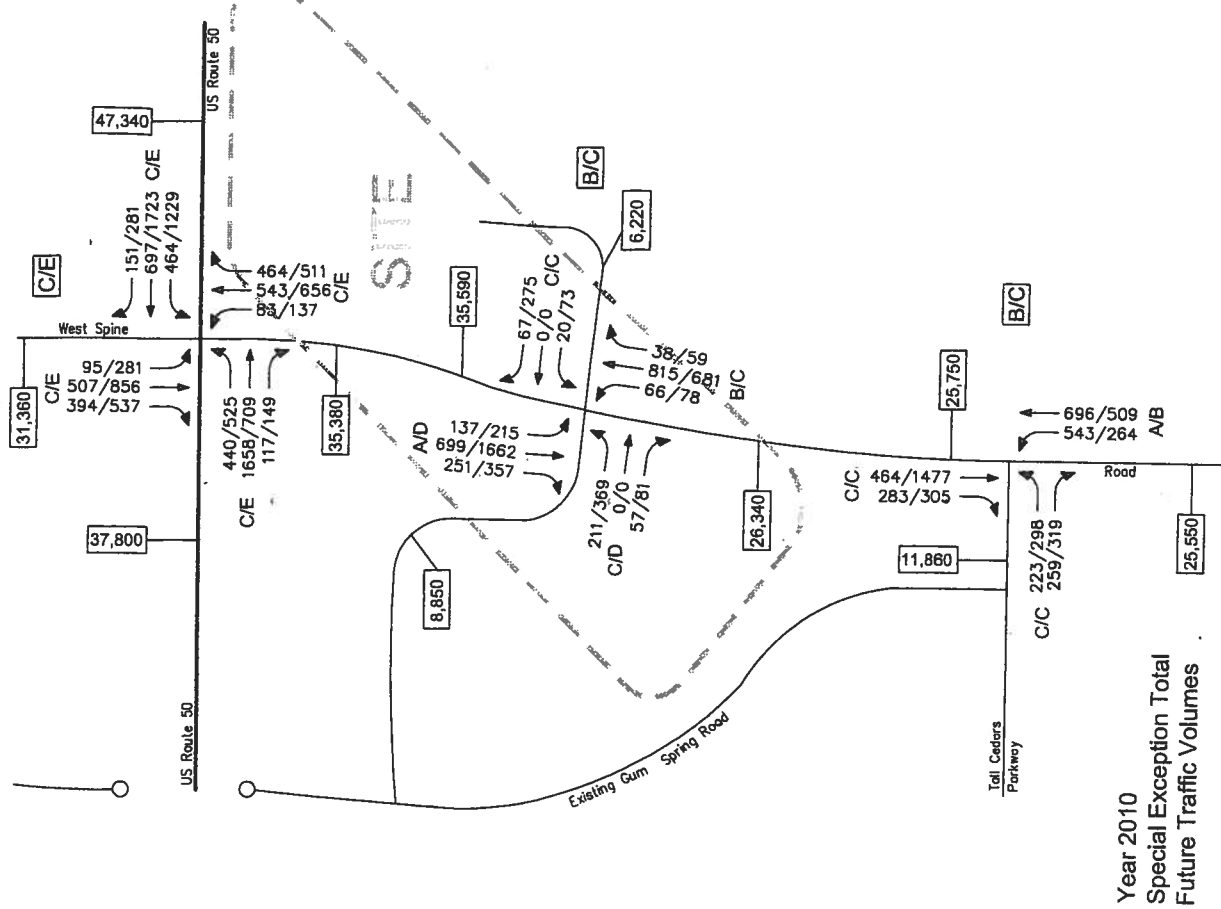 US Route 50
47,340
C/E
151/281
697/1723 C/E
464/1229
West Spine
31,360
C/E
95/281
507/856
394/537
464/511
543/656
83/137
C/E
440/525
C/E 1658/709
117/149
37,800
US Route 50
SITE
35,590
35,380
B/C
6,220
67/275
0/0 C/C
20/73
38/59
815/681
66/78
B/C
A/D
137/215
699/1662
251/357
211/369
0/0
57/81
C/D
8,850
26,340
25,750
B/C
696/509
543/264
A/B
C/C
464/1477
283/305
Road
11,860
C/C 223/298
259/319
25,550
Existing Gum Spring Road
Tall Cedars
Parkway
Year 2010
Special Exception Total
Future Traffic Volumes